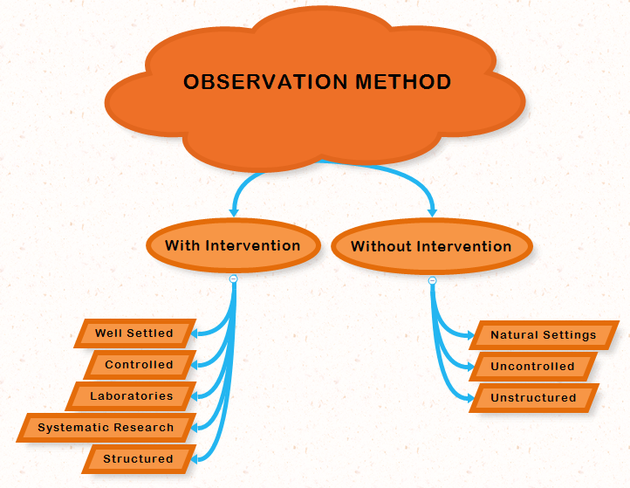 OBSERVATION METHOD
With Intervention
Without Intervention
Well Settled
Controlled
Laboratories
Systematic Research
Structured
Natural Settings
Uncontrolled
Unstructured